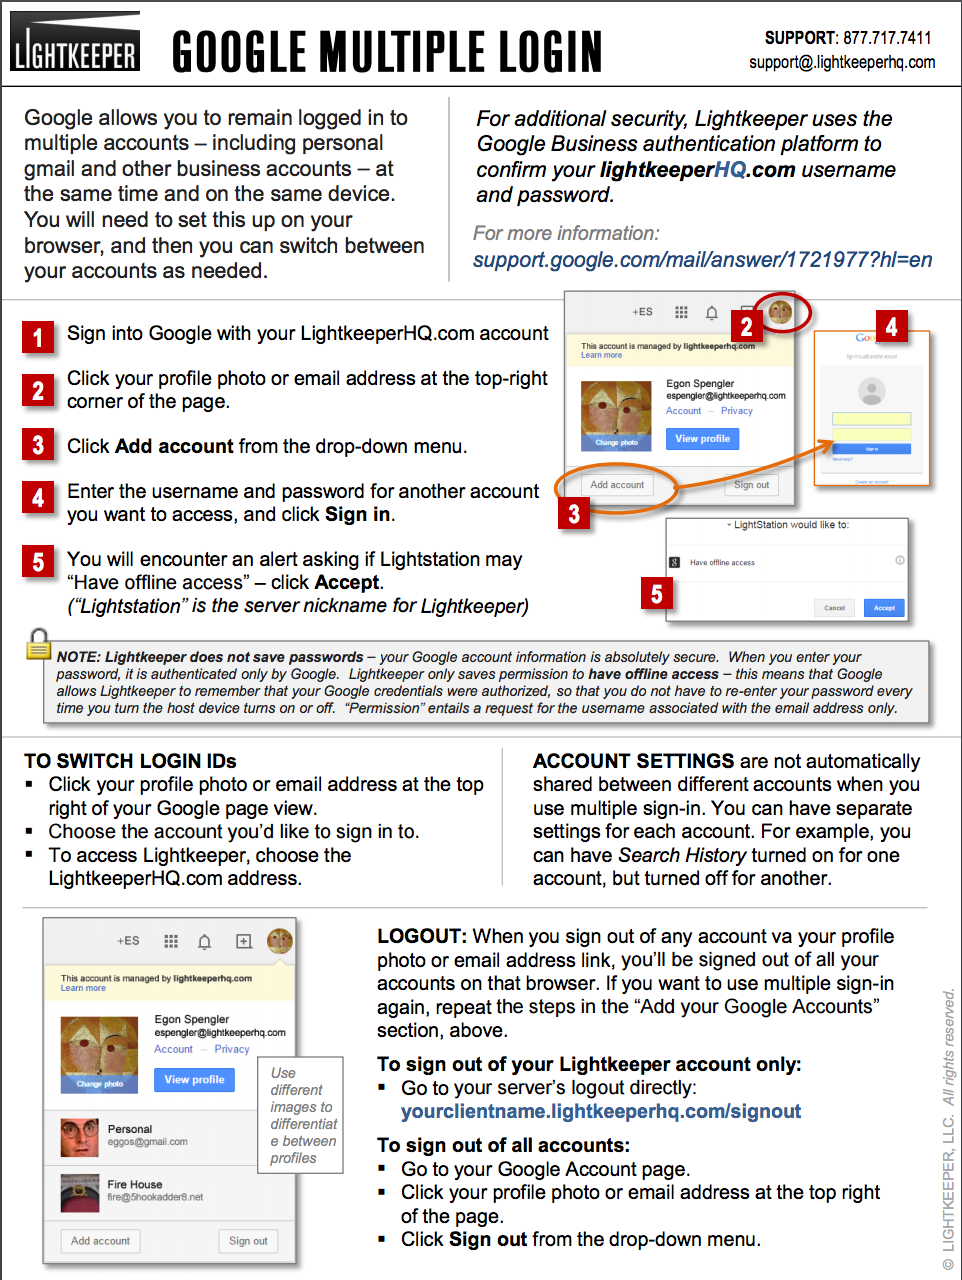 LIGHTKEEPER
GOOGLE MULTIPLE LOGIN
SUPPORT: 877.717.7411
support@.lightkeeperhq.com
Google allows you to remain logged in to
multiple accounts – including personal
gmail and other business accounts – at
the same time and on the same device.
You will need to set this up on your
browser, and then you can switch between
your accounts as needed.
For additional security, Lightkeeper uses the
Google Business authentication platform to
confirm your lightkeeperHQ.com username
and password.
For more information:
support.google.com/mail/answer/1721977?hl=en
1 Sign into Google with your LightkeeperHQ.com account
2 Click your profile photo or email address at the top-right
corner of the page.
3 Click Add account from the drop-down menu.
4 Enter the username and password for another account
you want to access, and click Sign in.
5 You will encounter an alert asking if Lightstation may
“Have offline access” – click Accept.
(“Lightstation” is the server nickname for Lightkeeper)
+ES
2
This account is managed by lightkeeperhq.com
Learn more
Egon Spengler
espengler@lightkeeperhq.com
Account – Privacy
Change photo
View profile
Add account
Sign out
3
4
Sign in to add another account
Sign in
Need help?
Create an account
LightStation would like to:
Have offline access
5
Cancel
Accept
NOTE: Lightkeeper does not save passwords – your Google account information is absolutely secure. When you enter your
password, it is authenticated only by Google. Lightkeeper only saves permission to have offline access – this means that Google
allows Lightkeeper to remember that your Google credentials were authorized, so that you do not have to re-enter your password every
time you turn the host device turns on or off. “Permission” entails a request for the username associated with the email address only.
TO SWITCH LOGIN IDs
▪ Click your profile photo or email address at the top
right of your Google page view.
▪ Choose the account you’d like to sign in to.
▪ To access Lightkeeper, choose the
LightkeeperHQ.com address.
ACCOUNT SETTINGS are not automatically
shared between different accounts when you
use multiple sign-in. You can have separate
settings for each account. For example, you
can have Search History turned on for one
account, but turned off for another.
+ES
This account is managed by lightkeeperhq.com
Learn more
Egon Spengler
espengler@lightkeeperhq.com
Account – Privacy
Change photo
View profile
Personal
eggos@gmail.com
Fire House
fire@5hookadder8.net
Add account
Sign out
Use
different
images to
differentiat
e between
profiles
LOGOUT: When you sign out of any account va your profile
photo or email address link, you’ll be signed out of all your
accounts on that browser. If you want to use multiple sign-in
again, repeat the steps in the “Add your Google Accounts”
section, above.
To sign out of your Lightkeeper account only:
▪ Go to your server’s logout directly:
yourclientname.lightkeeperhq.com/signout
To sign out of all accounts:
▪ Go to your Google Account page.
▪ Click your profile photo or email address at the top right
of the page.
▪ Click Sign out from the drop-down menu.
© LIGHTKEEPER, LLC. All rights reserved.